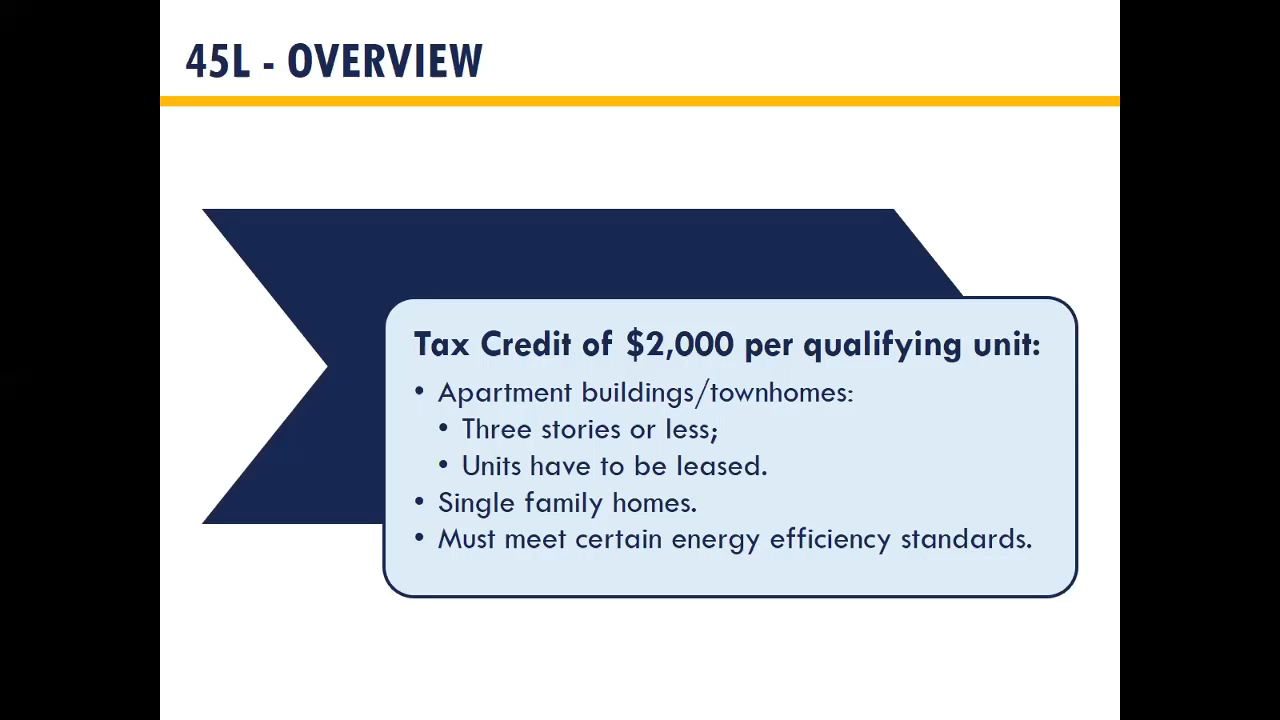 45L - OVERVIEW
Tax Credit of $2,000 per qualifying unit:
• Apartment buildings/townhomes:
• Three stories or less;
• Units have to be leased.
• Single family homes.
• Must meet certain energy efficiency standards.